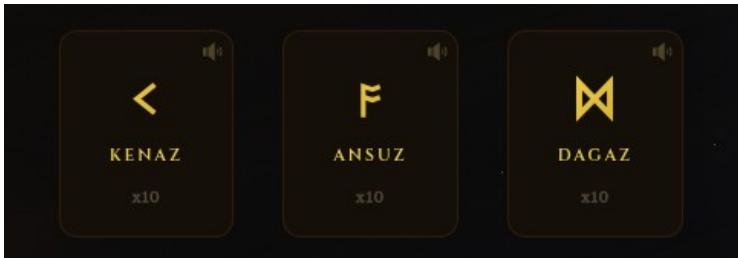 ᚲ ᚩ ᛞ
KENAZ ANSUZ DAGAZ
x10 x10 x10